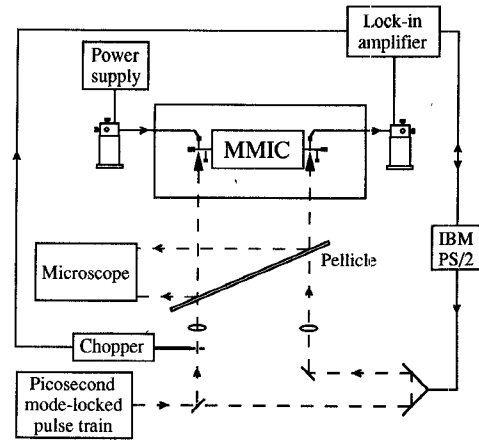 Lock-in
amplifier
Power
supply
MMIC
IBM
PS/2
Pellicle
Microscope
Chopper
Picosecond
mode-locked
pulse train